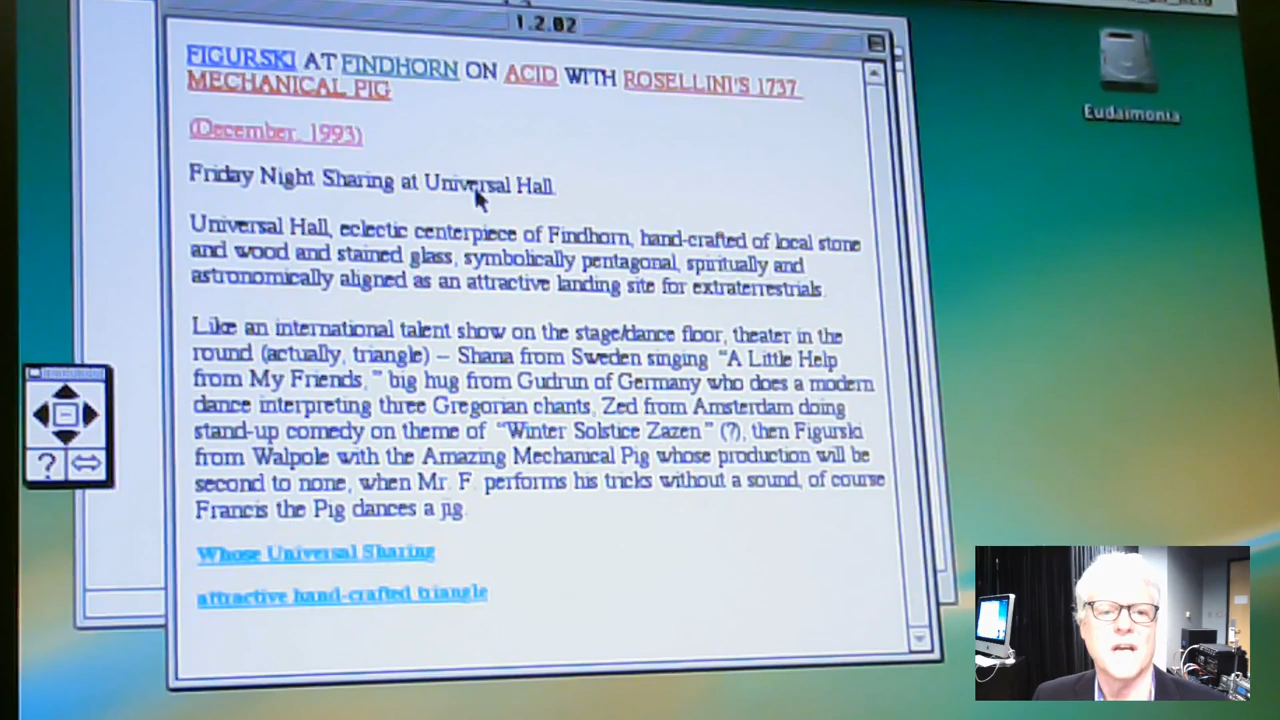 1.2.02
FIGURSKI AT FINDHORN ON ACID WITH ROSELLINI'S 1737
MECHANICAL PIG
(December, 1993)
Friday Night Sharing at Universal Hall.
Universal Hall, eclectic centerpiece of Findhorn, hand-crafted of local stone
and wood and stained glass, symbolically pentagonal, spiritually and
astronomically aligned as an attractive landing site for extraterrestrials.
Like an international talent show on the stage/dance floor, theater in the
round (actually, triangle) – Shana from Sweden singing "A Little Help
from My Friends," big hug from Gudrun of Germany who does a modern
dance interpreting three Gregorian chants, Zed from Amsterdam doing
stand-up comedy on theme of "Winter Solstice Zazen" (?), then Figurski
from Walpole with the Amazing Mechanical Pig whose production will be
second to none, when Mr. F. performs his tricks without a sound, of course
Francis the Pig dances a jig.
Whose Universal Sharing
attractive hand-crafted triangle
Eudaimonia
?